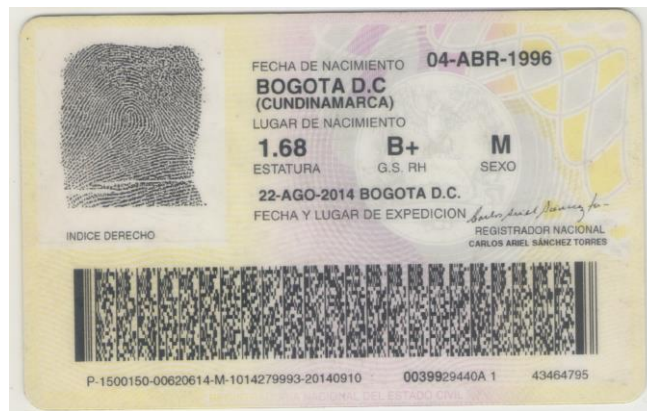 FECHA DE NACIMIENTO 04-ABR-1996
BOGOTA D.C
(CUNDINAMARCA)
LUGAR DE NACIMIENTO
1.68 B+ M
ESTATURA G.S. RH SEXO
22-AGO-2014 BOGOTA D.C.
FECHA Y LUGAR DE EXPEDICION
INDICE DERECHO
REGISTRADOR NACIONAL
CARLOS ARIEL SÁNCHEZ TORRES
P-1500150-00620614-M-1014279993-20140910 0039929440A 1 43464795
NACIONAL DEL ESTADO CIVIL